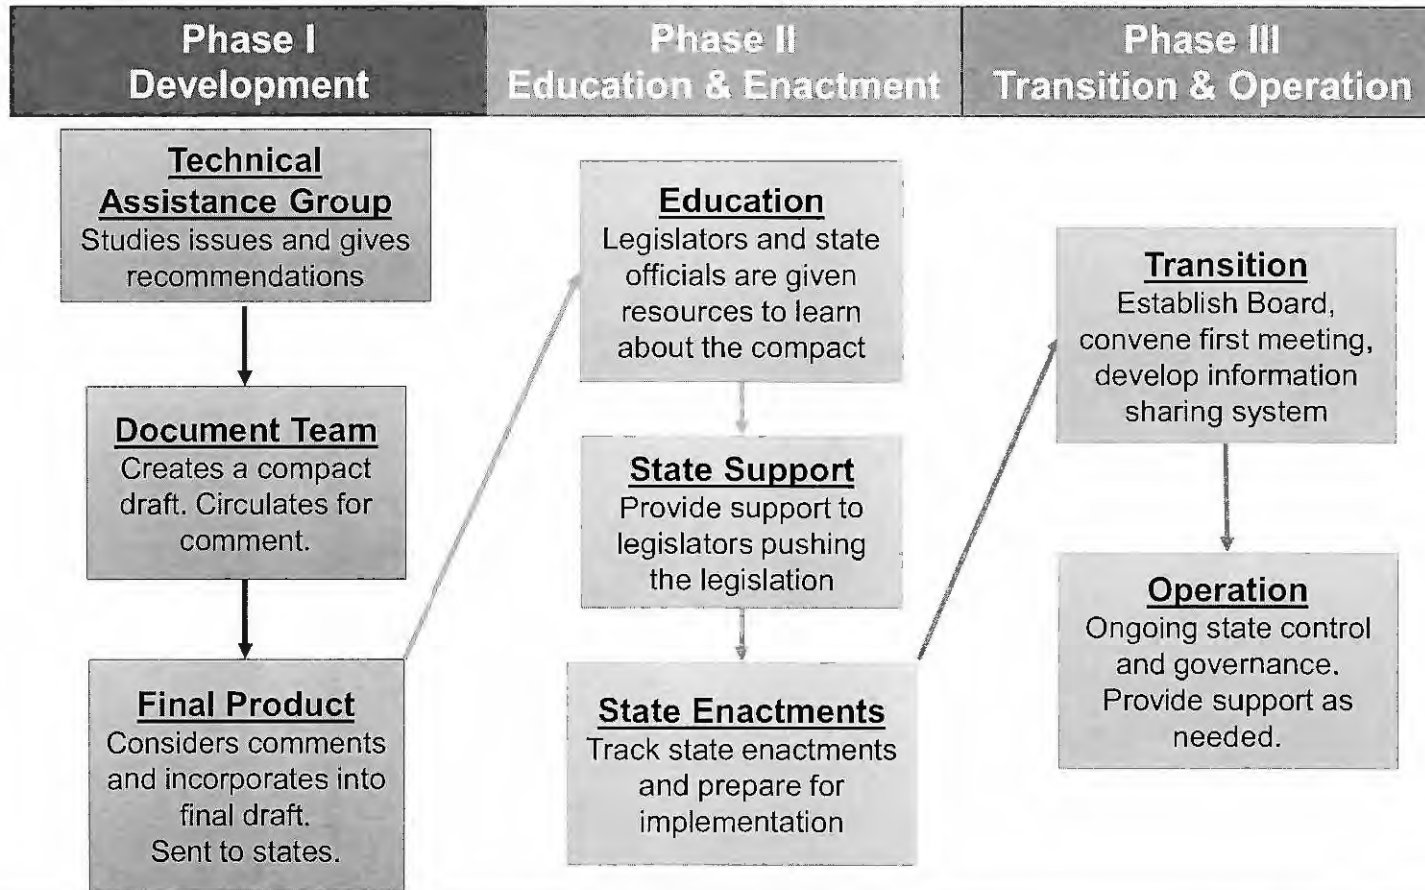 Phase I
Development
Phase II
Education & Enactment
Phase III
Transition & Operation
Technical
Assistance Group
Studies issues and gives
recommendations
Document Team
Creates a compact
draft. Circulates for
comment.
Final Product
Considers comments
and incorporates into
final draft.
Sent to states.
Education
Legislators and state
officials are given
resources to learn
about the compact
State Support
Provide support to
legislators pushing
the legislation
State Enactments
Track state enactments
and prepare for
implementation
Transition
Establish Board,
convene first meeting,
develop information
sharing system
Operation
Ongoing state control
and governance.
Provide support as
needed.